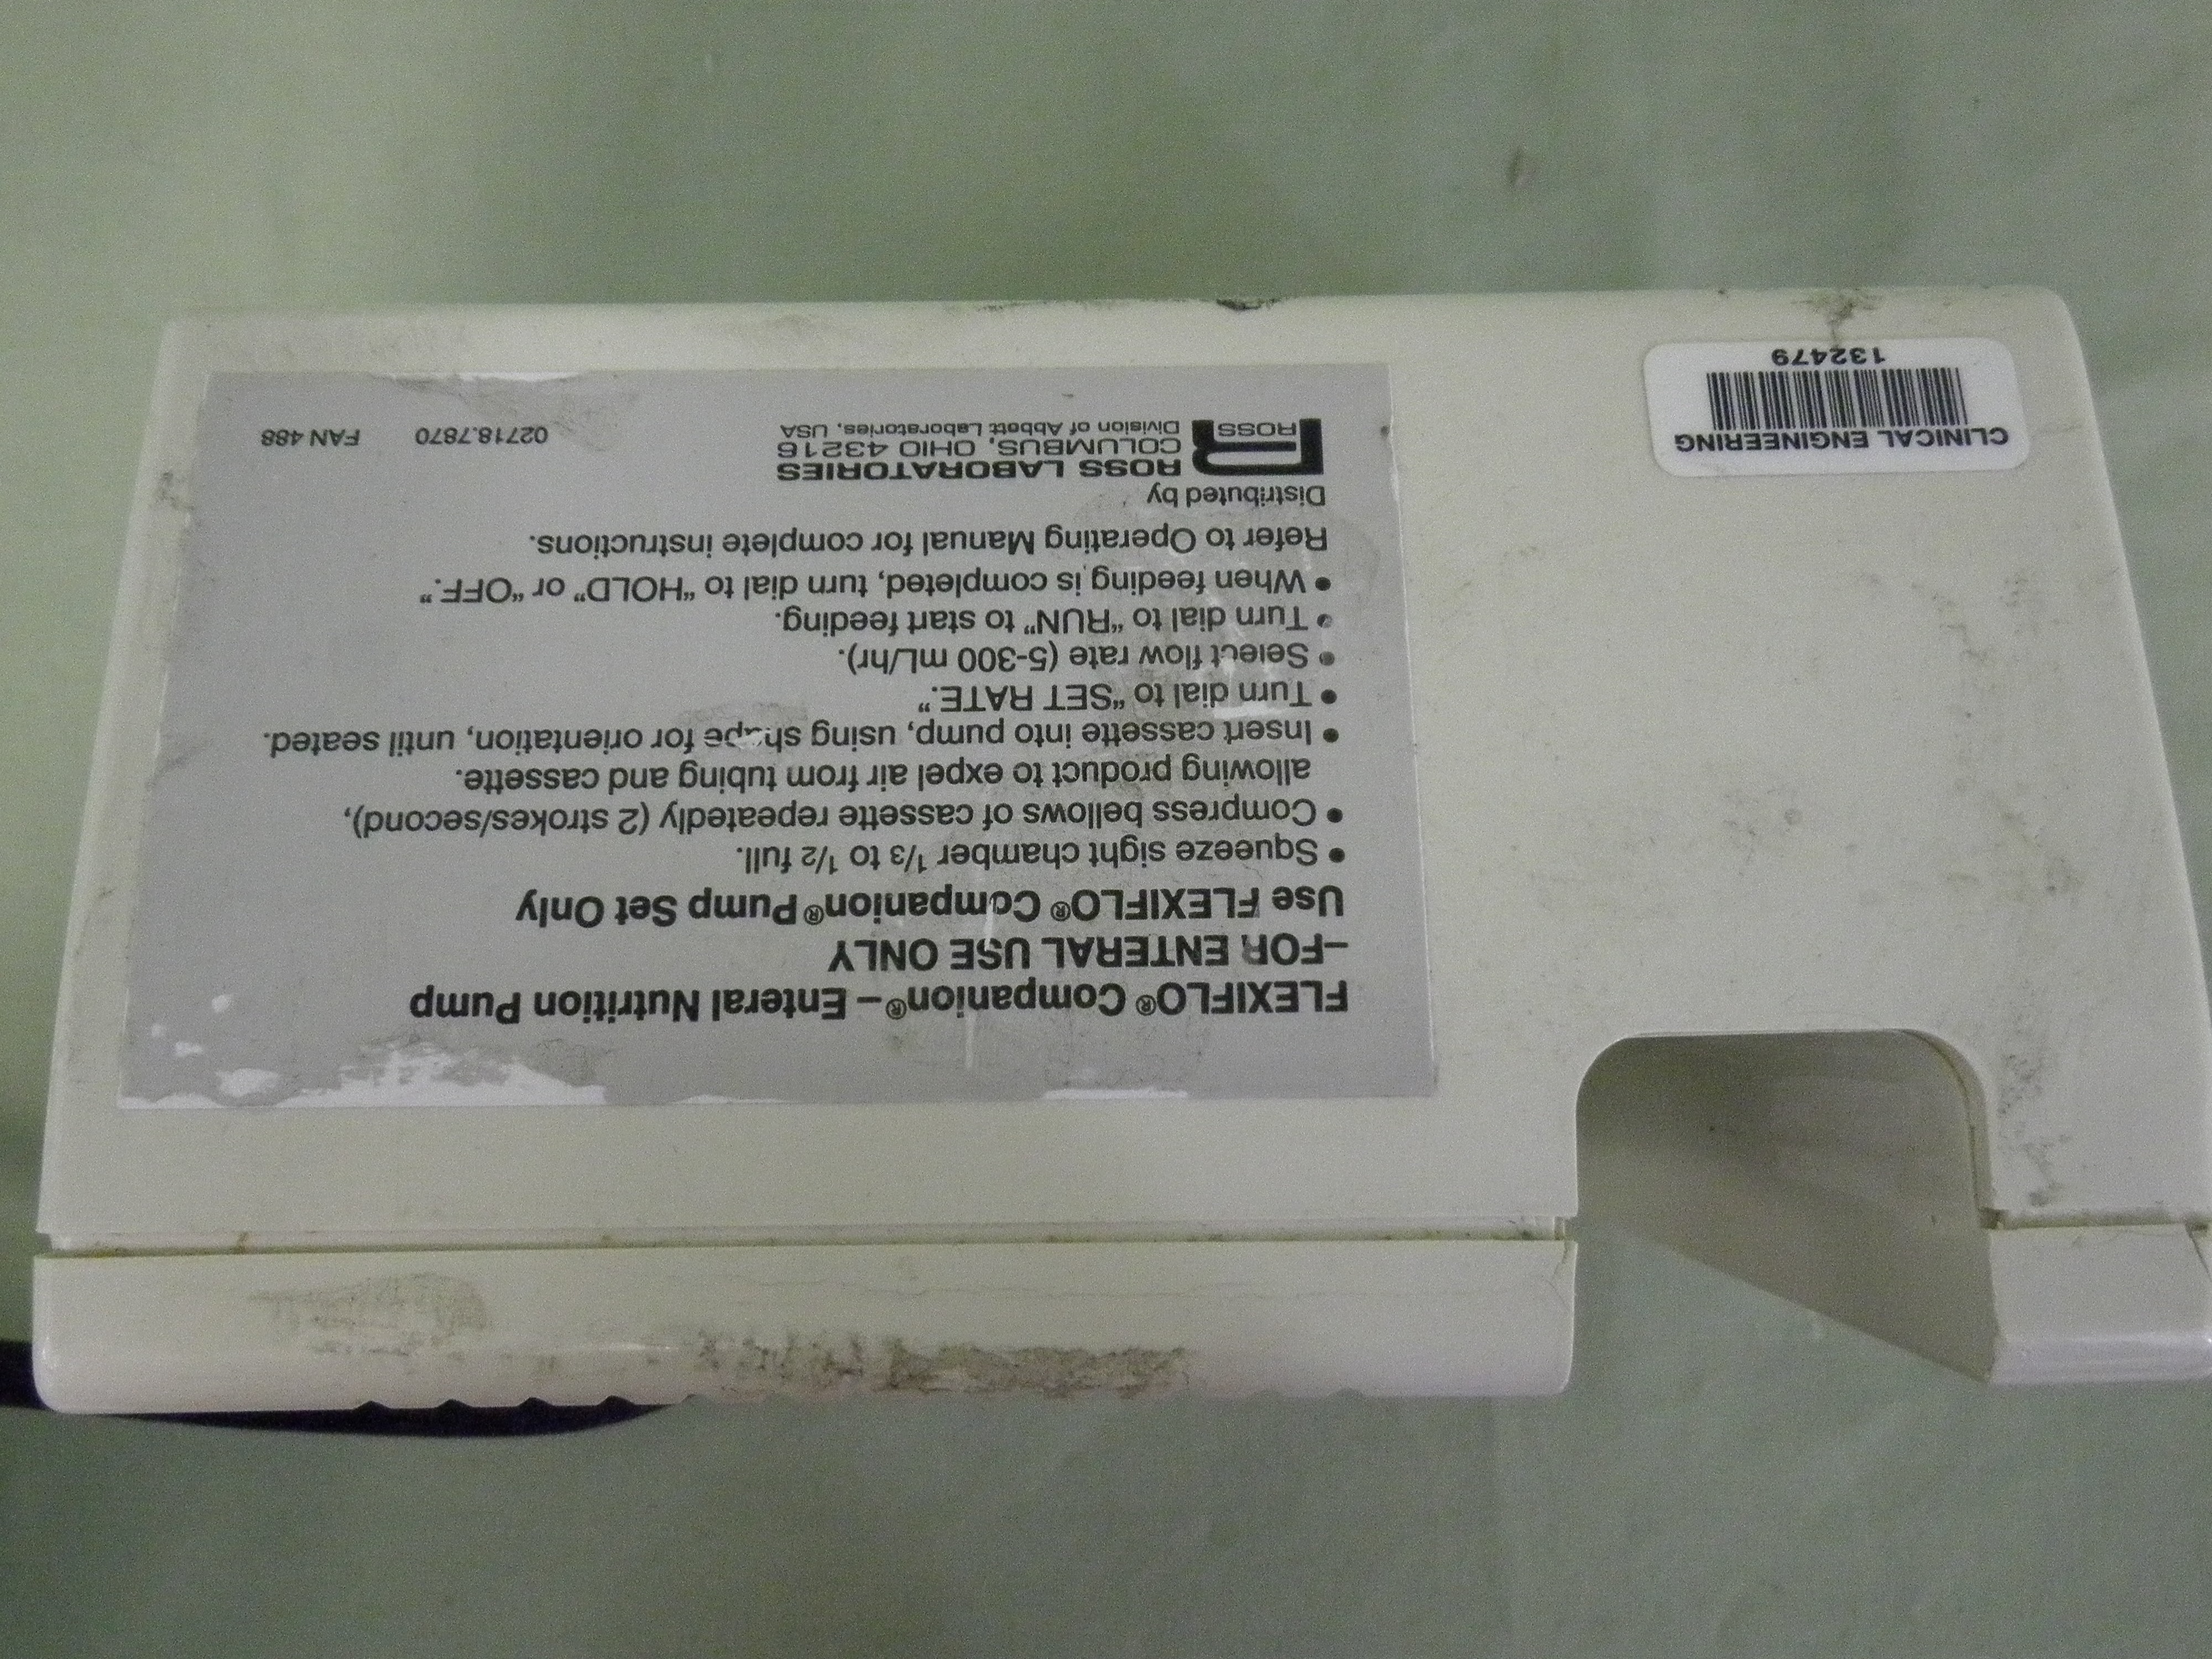 FLEXIFLO® Companion® – Enteral Nutrition Pump
–FOR ENTERAL USE ONLY
Use FLEXIFLO® Companion® Pump Set Only
• Squeeze sight chamber 1/3 to 1/2 full.
• Compress bellows of cassette repeatedly (2 strokes/second),
allowing product to expel air from tubing and cassette.
• Insert cassette into pump, using shape for orientation, until seated.
• Turn dial to “SET RATE.”
• Select flow rate (5-300 mL/hr).
• Turn dial to “RUN” to start feeding.
• When feeding is completed, turn dial to “HOLD” or “OFF.”
Refer to Operating Manual for complete instructions.
Distributed by
ROSS
ROSS LABORATORIES
COLUMBUS, OHIO 43216
Division of Abbott Laboratories, USA
02718.7870 FAN 488
CLINICAL ENGINEERING
132479